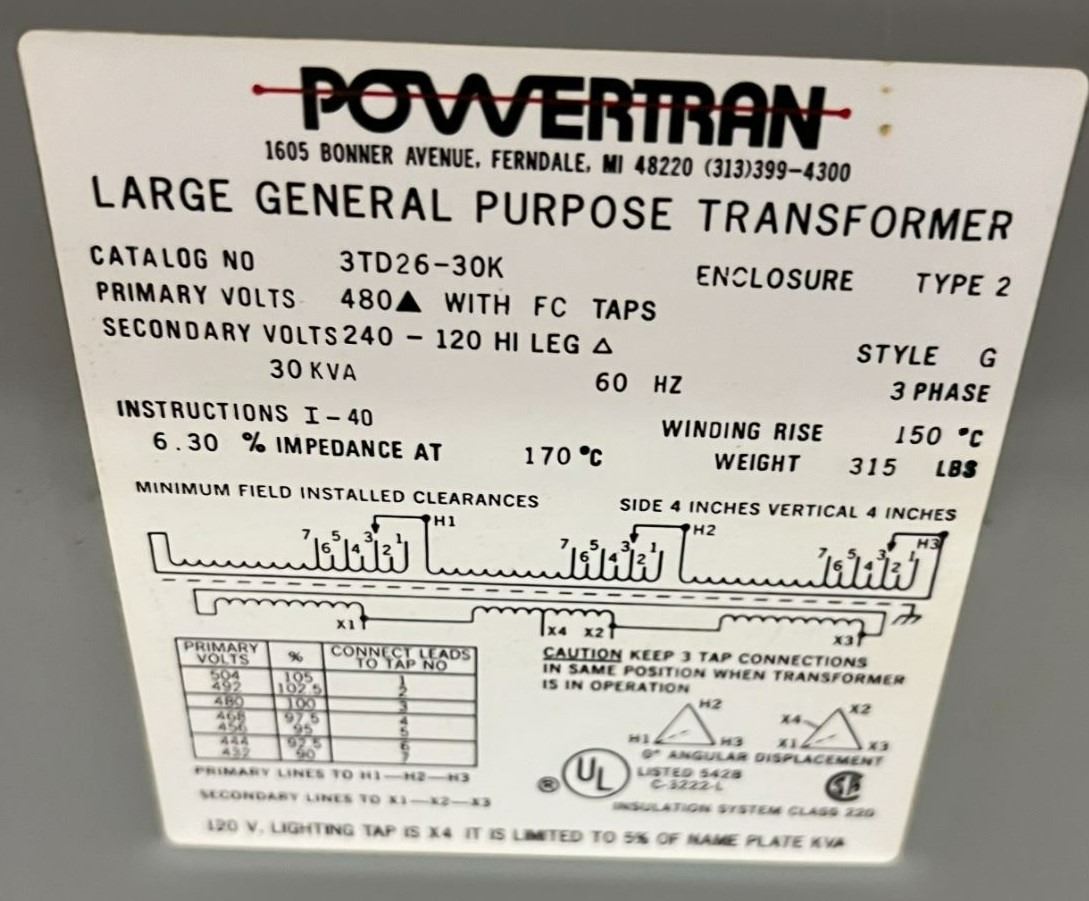 POWERTRAN
1605 BONNER AVENUE, FERNDALE, MI 48220 (313)399-4300
LARGE GENERAL PURPOSE TRANSFORMER
CATALOG NO 3TD26-30K ENCLOSURE TYPE 2
PRIMARY VOLTS 480▲ WITH FC TAPS
SECONDARY VOLTS 240 - 120 HI LEG △ STYLE G
30 KVA 60 HZ 3 PHASE
INSTRUCTIONS I-40 WINDING RISE 150 °C
6.30 % IMPEDANCE AT 170 °C WEIGHT 315 LBS
MINIMUM FIELD INSTALLED CLEARANCES SIDE 4 INCHES VERTICAL 4 INCHES
H1 H2 H3
7 6 5 4 3 2 1 7 6 5 4 3 2 1 7 6 5 4 3 2 1
X1 X4 X2 X3
PRIMARY VOLTS % CONNECT LEADS TO TAP NO
504 105 1
492 102.5 2
480 100 3
468 97.5 4
456 95 5
444 92.5 6
432 90 7
PRIMARY LINES TO H1-H2-H3
SECONDARY LINES TO X1-X2-X3
CAUTION KEEP 3 TAP CONNECTIONS
IN SAME POSITION WHEN TRANSFORMER
IS IN OPERATION
H2 X2
X4
H1 H3 X1 X3
0° ANGULAR DISPLACEMENT
UL ®
LISTED 542B
C-3222-L
INSULATION SYSTEM CLASS 220
120 V. LIGHTING TAP IS X4 IT IS LIMITED TO 5% OF NAME PLATE KVA